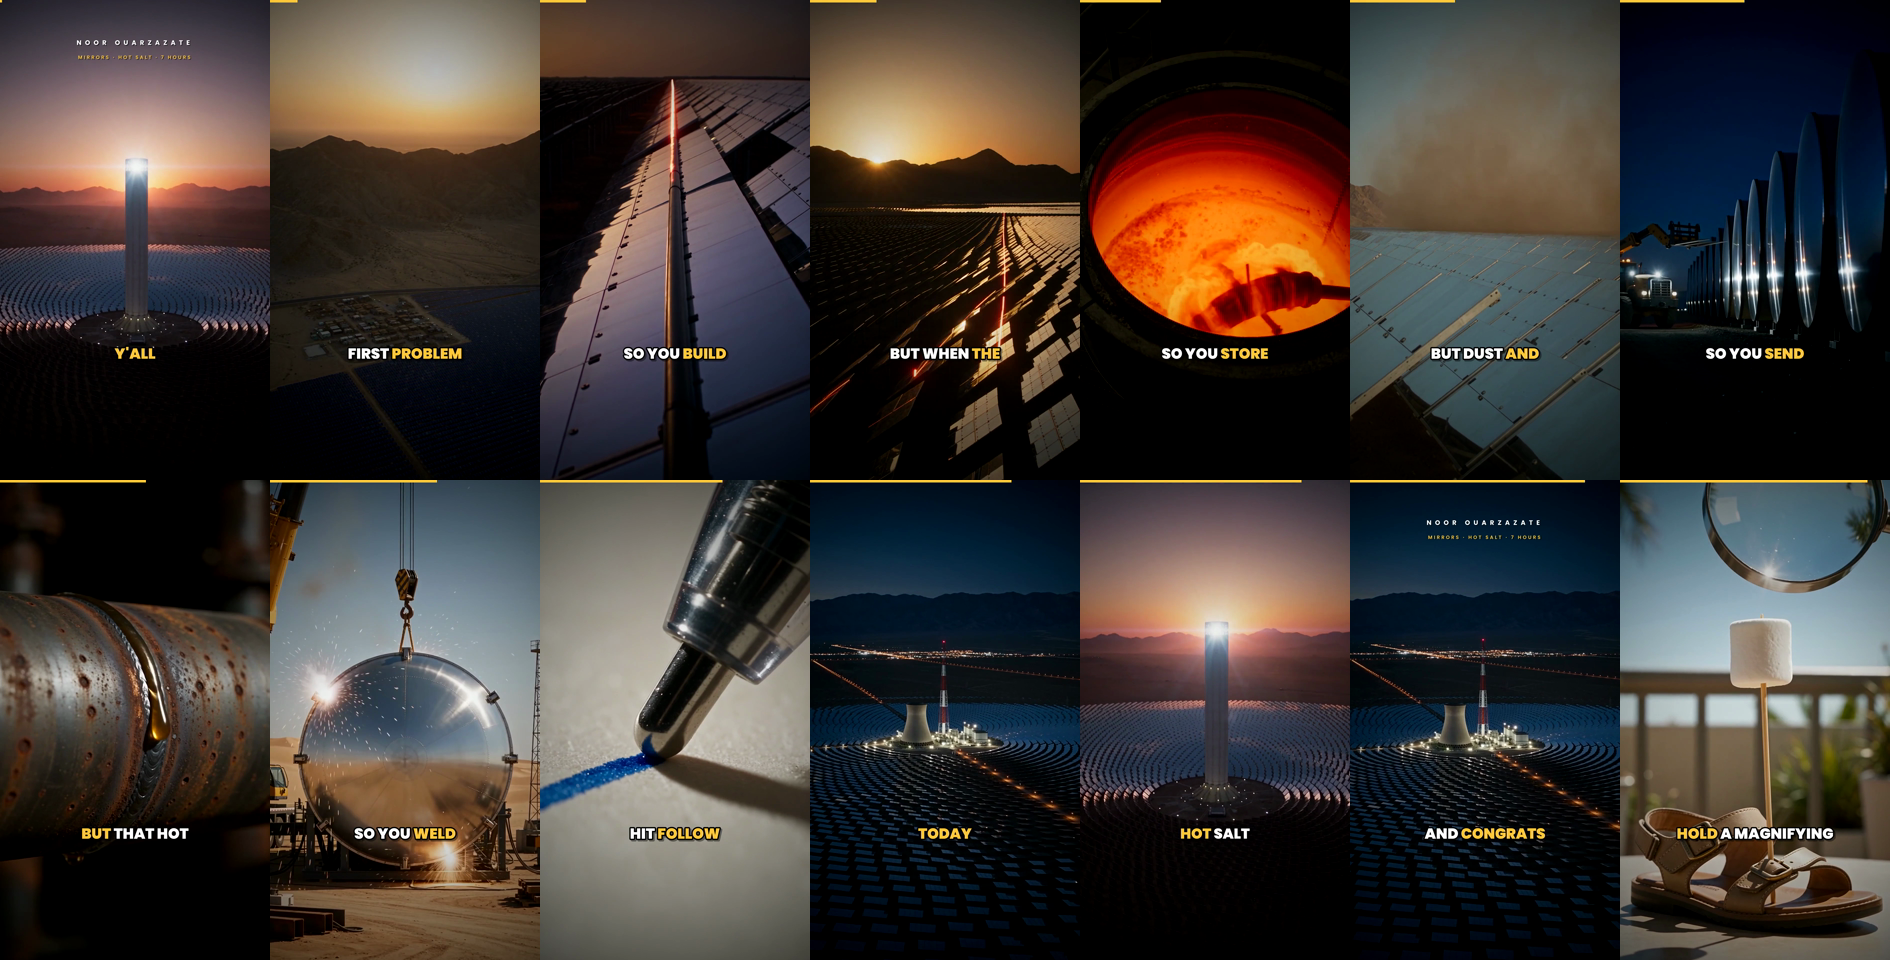 NOOR OUARZAZATE
MIRRORS · HOT SALT · 7 HOURS
Y'ALL
FIRST PROBLEM
SO YOU BUILD
BUT WHEN THE
SO YOU STORE
BUT DUST AND
SO YOU SEND
BUT THAT HOT
SO YOU WELD
HIT FOLLOW
TODAY
HOT SALT
NOOR OUARZAZATE
MIRRORS · HOT SALT · 7 HOURS
AND CONGRATS
HOLD A MAGNIFYING